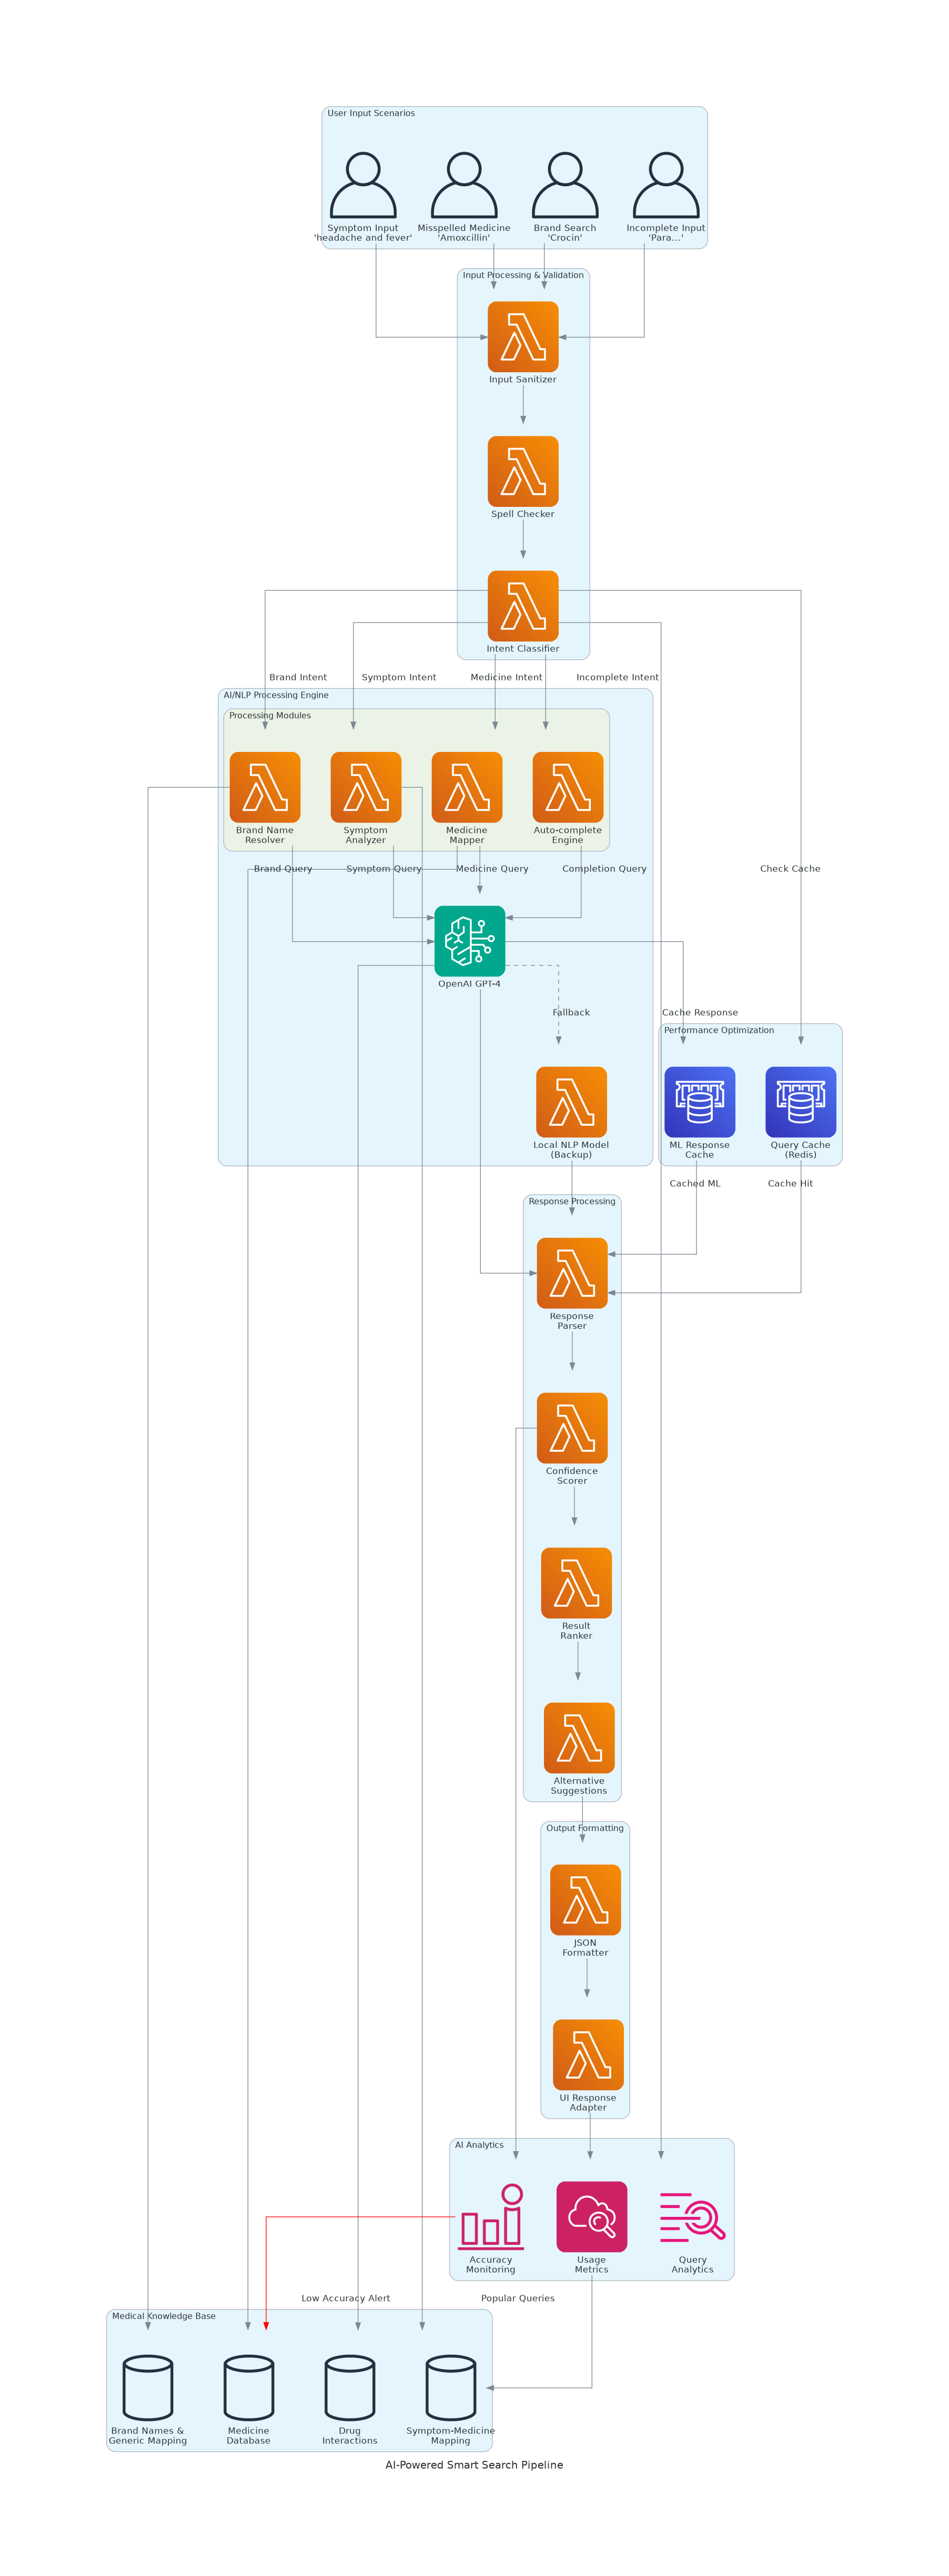 User Input Scenarios
Symptom Input
'headache and fever'
Misspelled Medicine
'Amoxcillin'
Brand Search
'Crocin'
Incomplete Input
'Para...'
Input Processing & Validation
Input Sanitizer
Spell Checker
Intent Classifier
Brand Intent
Symptom Intent
Medicine Intent
Incomplete Intent
AI/NLP Processing Engine
Processing Modules
Brand Name
Resolver
Symptom
Analyzer
Medicine
Mapper
Auto-complete
Engine
Brand Query
Symptom Query
Medicine Query
Completion Query
Check Cache
OpenAI GPT-4
Fallback
Cache Response
Performance Optimization
Local NLP Model
(Backup)
ML Response
Cache
Query Cache
(Redis)
Cached ML
Cache Hit
Response Processing
Response
Parser
Confidence
Scorer
Result
Ranker
Alternative
Suggestions
Output Formatting
JSON
Formatter
UI Response
Adapter
AI Analytics
Accuracy
Monitoring
Usage
Metrics
Query
Analytics
Low Accuracy Alert
Popular Queries
Medical Knowledge Base
Brand Names &
Generic Mapping
Medicine
Database
Drug
Interactions
Symptom-Medicine
Mapping
AI-Powered Smart Search Pipeline